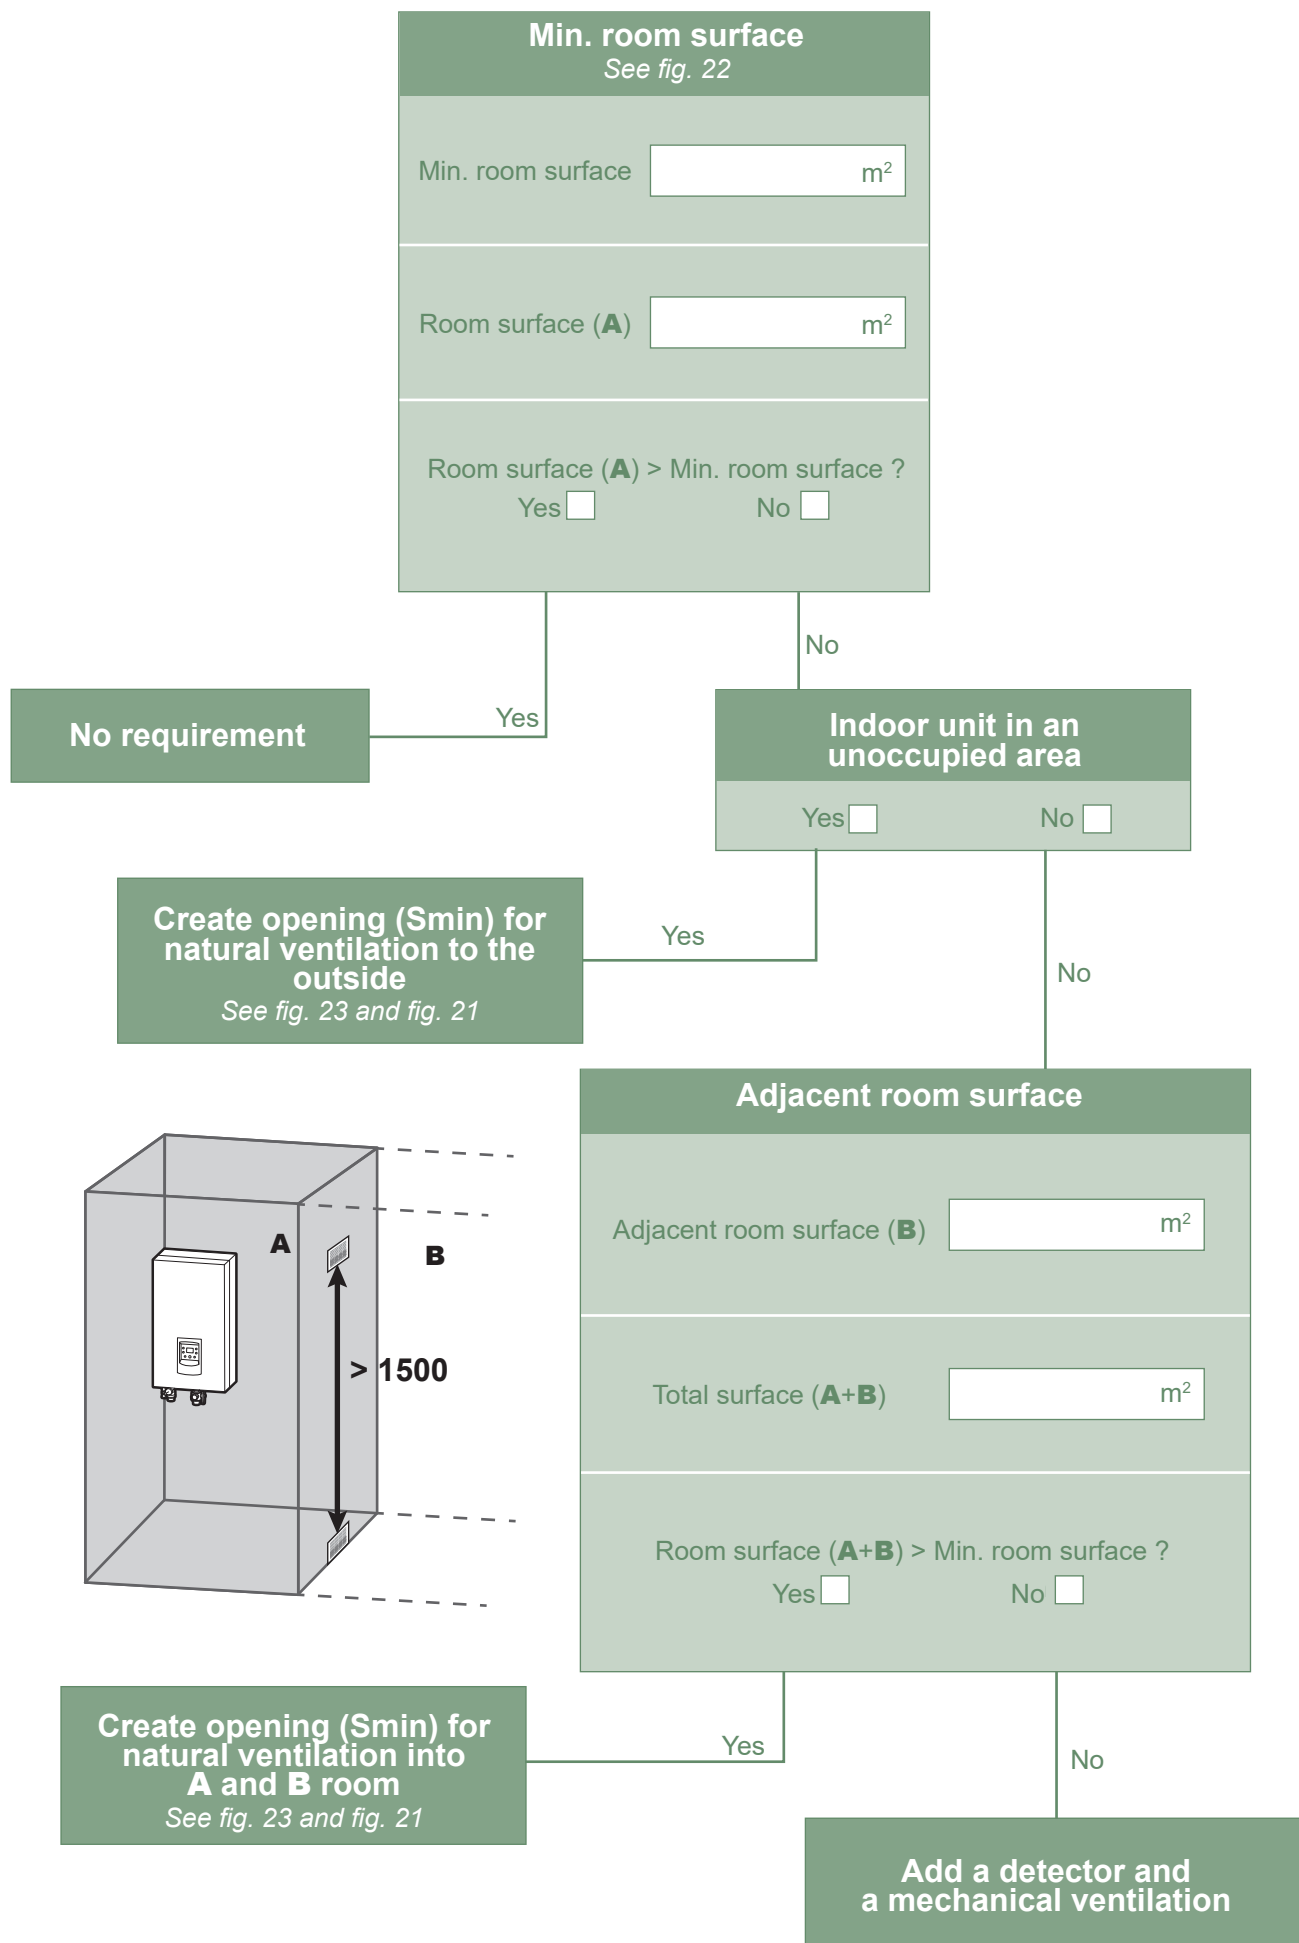 Min. room surface
See fig. 22
Min. room surface
m²
Room surface (A)
m²
Room surface (A) > Min. room surface ?
Yes
No
No
Yes
No requirement
Indoor unit in an
unoccupied area
Yes
No
Create opening (Smin) for
natural ventilation to the
outside
See fig. 23 and fig. 21
Yes
No
Adjacent room surface
Adjacent room surface (B)
m²
Total surface (A+B)
m²
Room surface (A+B) > Min. room surface ?
Yes
No
A
B
> 1500
Create opening (Smin) for
natural ventilation into
A and B room
See fig. 23 and fig. 21
Yes
No
Add a detector and
a mechanical ventilation